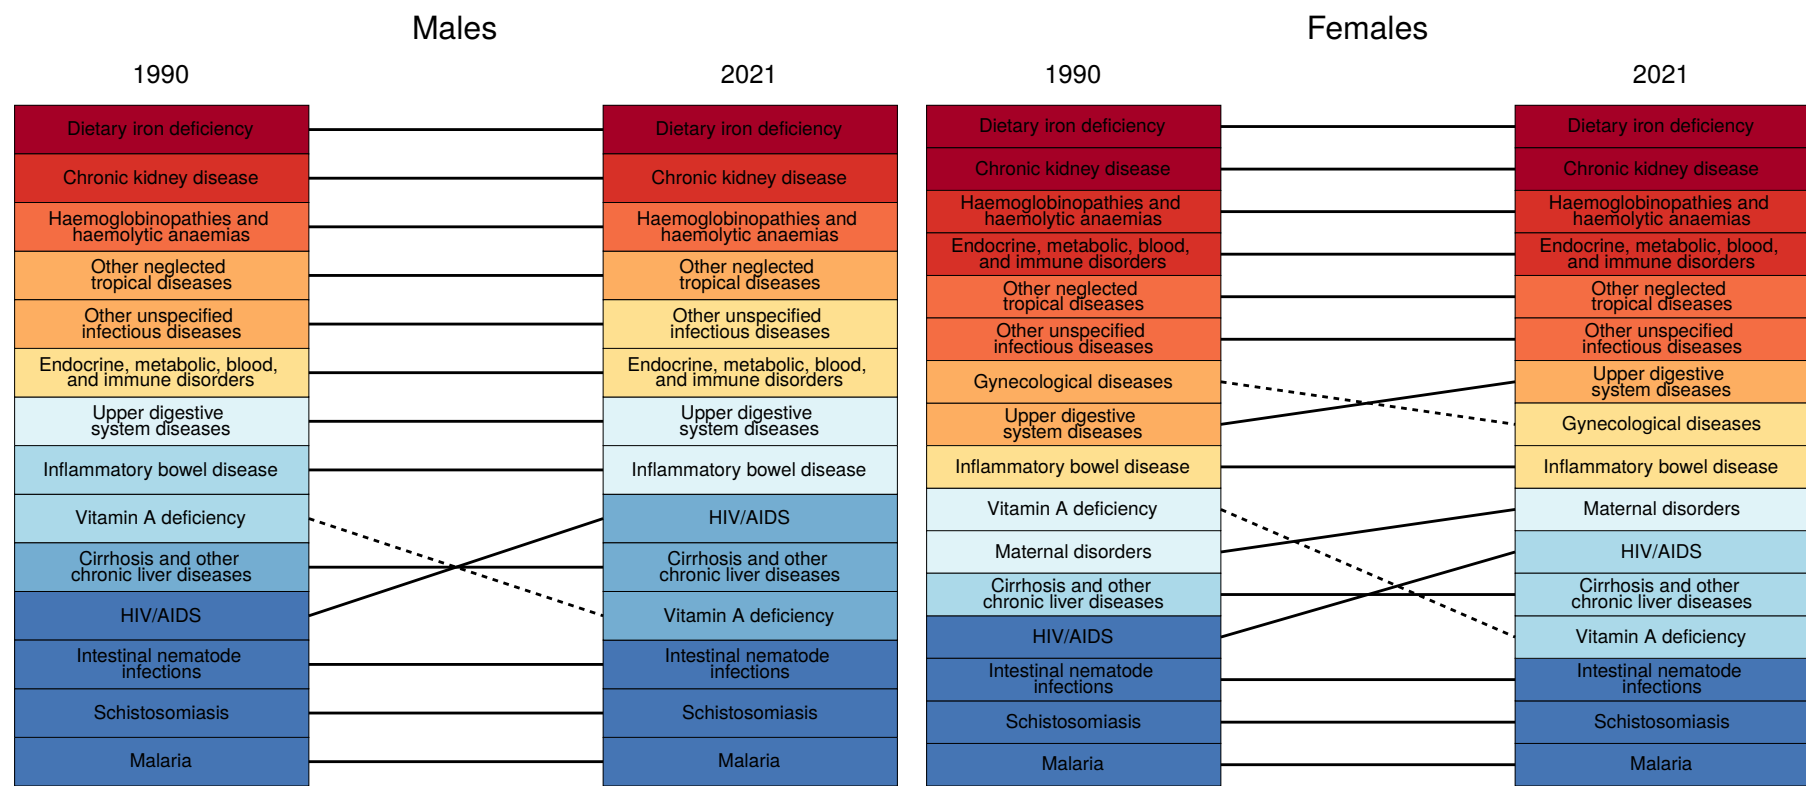 Males
1990
2021
Dietary iron deficiency
Chronic kidney disease
Haemoglobinopathies and
haemolytic anaemias
Other neglected
tropical diseases
Other unspecified
infectious diseases
Endocrine, metabolic, blood,
and immune disorders
Upper digestive
system diseases
Inflammatory bowel disease
Vitamin A deficiency
Cirrhosis and other
chronic liver diseases
HIV/AIDS
Intestinal nematode
infections
Schistosomiasis
Malaria
Dietary iron deficiency
Chronic kidney disease
Haemoglobinopathies and
haemolytic anaemias
Other neglected
tropical diseases
Other unspecified
infectious diseases
Endocrine, metabolic, blood,
and immune disorders
Upper digestive
system diseases
Inflammatory bowel disease
HIV/AIDS
Cirrhosis and other
chronic liver diseases
Vitamin A deficiency
Intestinal nematode
infections
Schistosomiasis
Malaria
Females
1990
2021
Dietary iron deficiency
Chronic kidney disease
Haemoglobinopathies and
haemolytic anaemias
Endocrine, metabolic, blood,
and immune disorders
Other neglected
tropical diseases
Other unspecified
infectious diseases
Gynecological diseases
Upper digestive
system diseases
Inflammatory bowel disease
Vitamin A deficiency
Maternal disorders
Cirrhosis and other
chronic liver diseases
HIV/AIDS
Intestinal nematode
infections
Schistosomiasis
Malaria
Dietary iron deficiency
Chronic kidney disease
Haemoglobinopathies and
haemolytic anaemias
Endocrine, metabolic, blood,
and immune disorders
Other neglected
tropical diseases
Other unspecified
infectious diseases
Upper digestive
system diseases
Gynecological diseases
Inflammatory bowel disease
Maternal disorders
HIV/AIDS
Cirrhosis and other
chronic liver diseases
Vitamin A deficiency
Intestinal nematode
infections
Schistosomiasis
Malaria